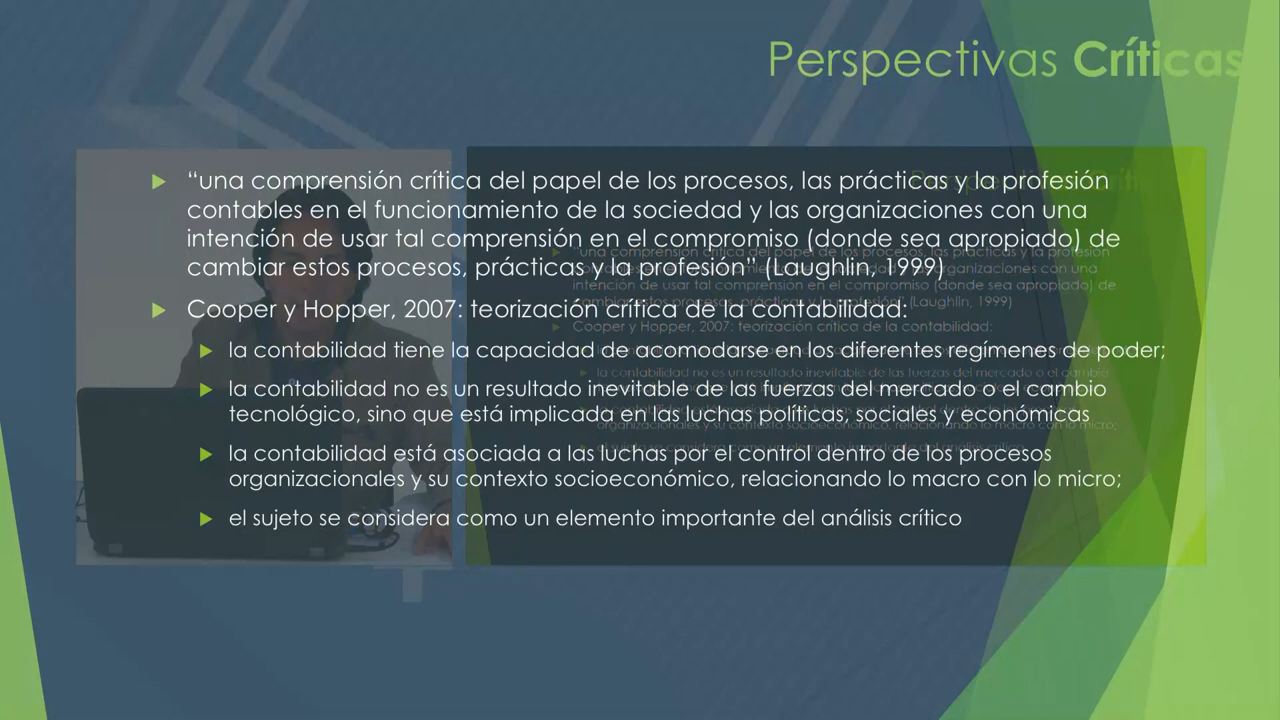 Perspectivas Críticas
“una comprensión crítica del papel de los procesos, las prácticas y la profesión
contables en el funcionamiento de la sociedad y las organizaciones con una
intención de usar tal comprensión en el compromiso (donde sea apropiado) de
cambiar estos procesos, prácticas y la profesión” (Laughlin, 1999)
Cooper y Hopper, 2007: teorización crítica de la contabilidad:
la contabilidad tiene la capacidad de acomodarse en los diferentes regímenes de poder;
la contabilidad no es un resultado inevitable de las fuerzas del mercado o el cambio
tecnológico, sino que está implicada en las luchas políticas, sociales y económicas
la contabilidad está asociada a las luchas por el control dentro de los procesos
organizacionales y su contexto socioeconómico, relacionando lo macro con lo micro;
el sujeto se considera como un elemento importante del análisis crítico